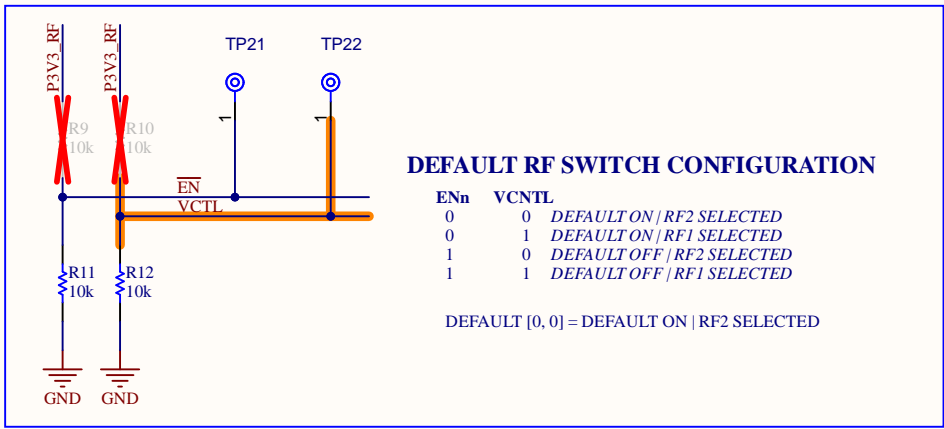 P3V3_RF
P3V3_RF
TP21
TP22
1
1
R9
10k
R10
10k
EN
VCTL
R11
10k
R12
10k
GND
GND
DEFAULT RF SWITCH CONFIGURATION
ENn VCNTL
0 0 DEFAULT ON | RF2 SELECTED
0 1 DEFAULT ON | RF1 SELECTED
1 0 DEFAULT OFF | RF2 SELECTED
1 1 DEFAULT OFF | RF1 SELECTED
DEFAULT [0, 0] = DEFAULT ON | RF2 SELECTED